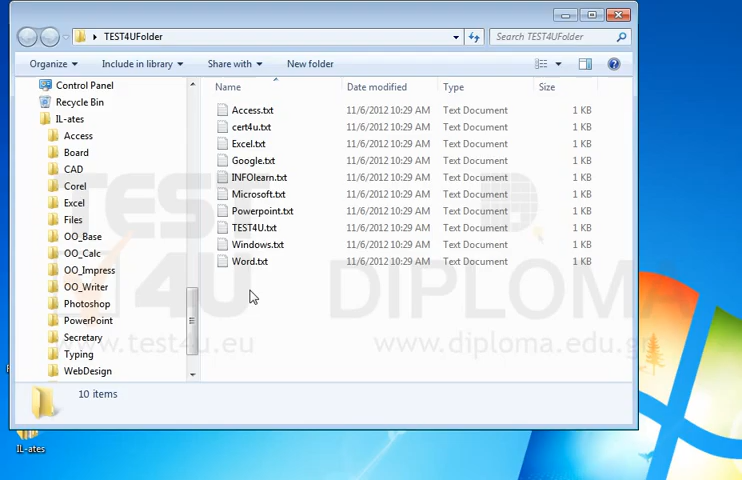 TEST4UFolder
Search TEST4UFolder
Organize Include in library Share with New folder
Control Panel
Recycle Bin
IL-ates
Access
Board
CAD
Corel
Excel
Files
OO_Base
OO_Calc
OO_Impress
OO_Writer
Photoshop
PowerPoint
Secretary
Typing
WebDesign
Name Date modified Type Size
Access.txt 11/6/2012 10:29 AM Text Document 1 KB
cert4u.txt 11/6/2012 10:29 AM Text Document 1 KB
Excel.txt 11/6/2012 10:29 AM Text Document 1 KB
Google.txt 11/6/2012 10:29 AM Text Document 1 KB
INFOlearn.txt 11/6/2012 10:29 AM Text Document 1 KB
Microsoft.txt 11/6/2012 10:29 AM Text Document 1 KB
Powerpoint.txt 11/6/2012 10:29 AM Text Document 1 KB
TEST4U.txt 11/6/2012 10:29 AM Text Document 1 KB
Windows.txt 11/6/2012 10:29 AM Text Document 1 KB
Word.txt 11/6/2012 10:29 AM Text Document 1 KB
TEST
4U
DIPLOMA
www.test4u.eu
www.diploma.edu.gr
10 items
IL-ates